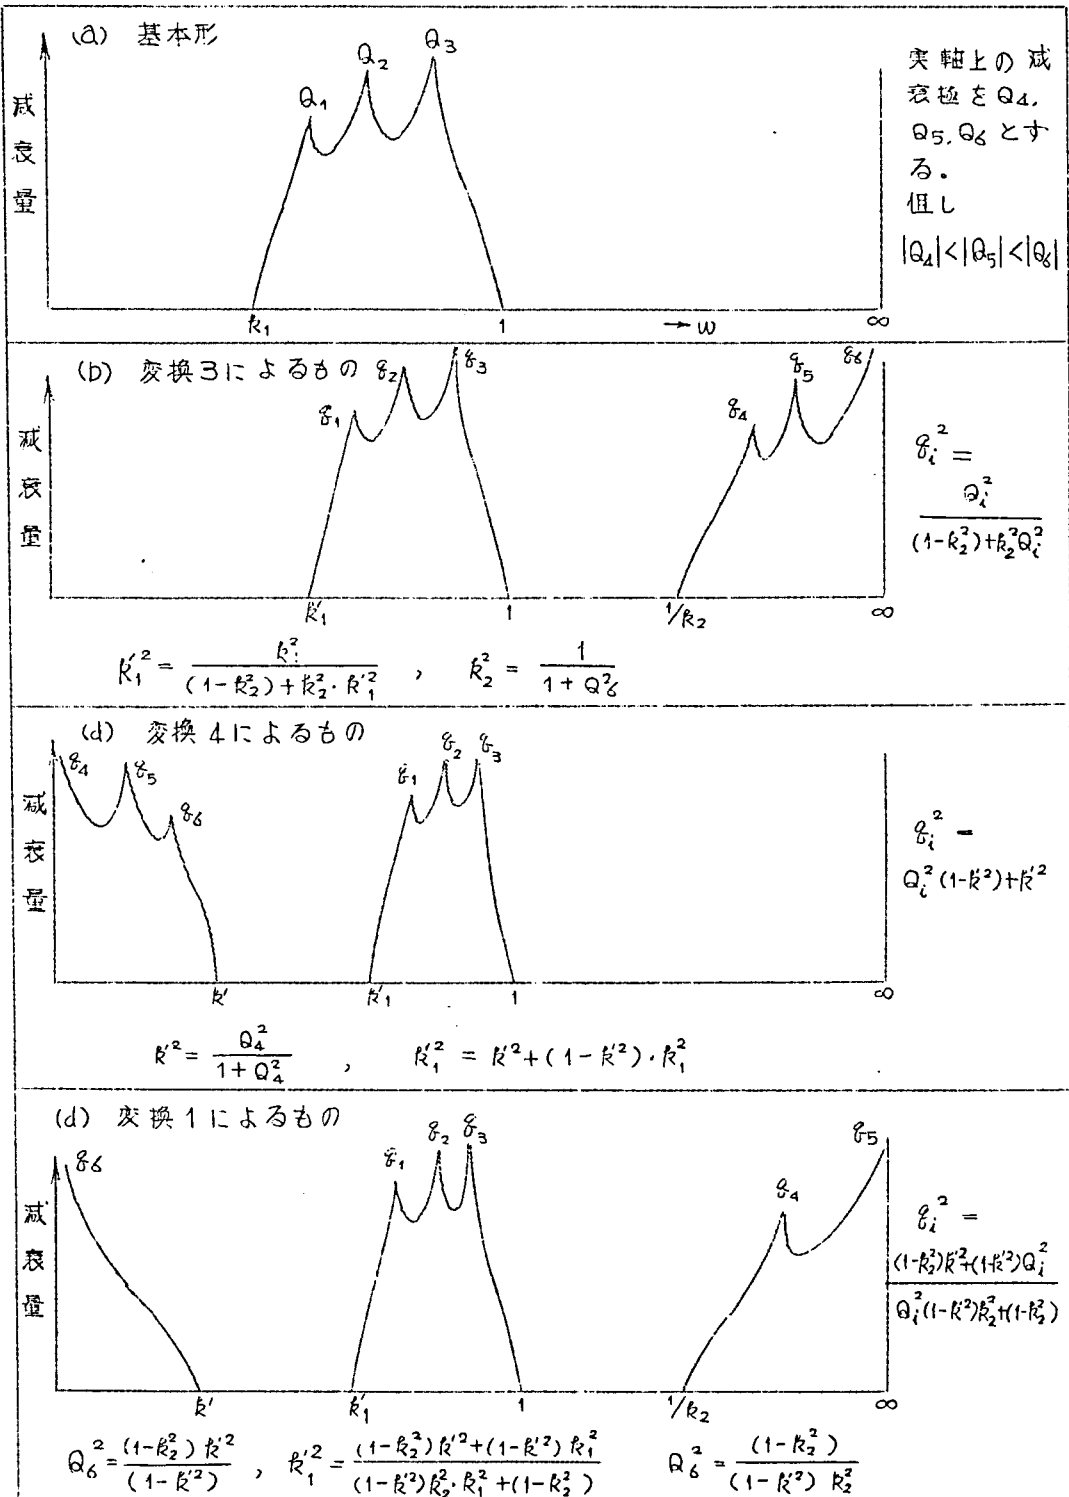 (a) 基本形
減衰量
Q₁
Q₂
Q₃
k₁
1
→ ω
∞
実軸上の減
衰極をQ₄,
Q₅, Q₆とす
る。
但し
|Q₄|<|Q₅|<|Q₆|
(b) 変換3によるもの
減衰量
q₁
q₂
q₃
q₄
q₅
q₆
k'₁
1
1/k₂
∞
qᵢ² = Qᵢ² / ((1-k₂²)+k₂²Qᵢ²)
k'₁² = k₁² / ((1-k₂²)+k₂²·k'₁²) , k₂² = 1 / (1+Q₆²)
(d) 変換4によるもの
減衰量
q₄
q₅
q₆
q₁
q₂
q₃
k'
k'₁
1
∞
qᵢ² =
Qᵢ²(1-k'²)+k'²
k'² = Q₄² / (1+Q₄²) , k'₁² = k'²+(1-k'²)·k₁²
(d) 変換1によるもの
減衰量
q₆
q₁
q₂
q₃
q₄
q₅
k'
k'₁
1
1/k₂
∞
qᵢ² =
((1-k₂²)k'²+(1-k'²)Qᵢ²) / (Qᵢ²(1-k'²)k₂²+(1-k₂²))
Q₆² = (1-k₂²)k'² / (1-k'²) , k'₁² = ((1-k₂²)k'²+(1-k'²)k₁²) / ((1-k'²)k₂²·k₁²+(1-k₂²)) Q₆² = (1-k₂²) / ((1-k'²)k₂²)